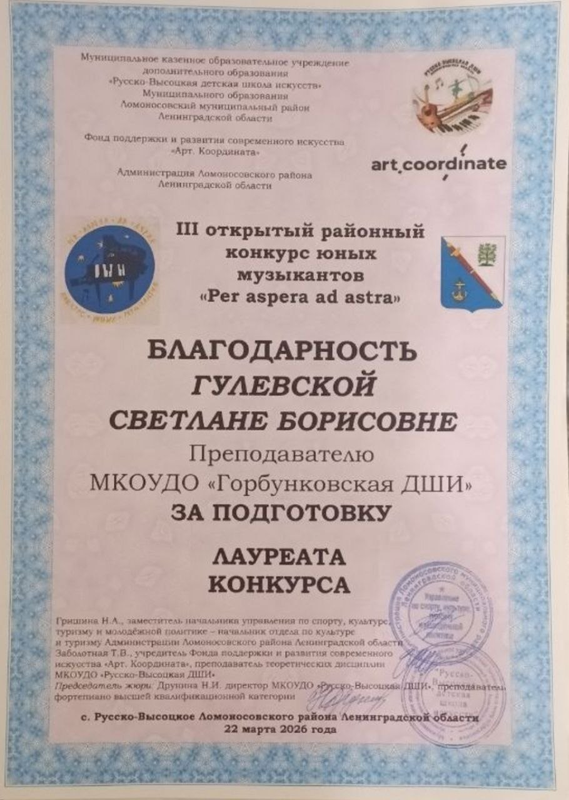 Муниципальное казенное образовательное учреждение
дополнительного образования
«Русско-Высоцкая детская школа искусств»
Муниципального образования
Ломоносовский муниципальный район
Ленинградской области
Фонд поддержки и развития современного искусства
«Арт. Координата»
Администрация Ломоносовского района
Ленинградской области
art.coordinate
III открытый районный
конкурс юных
музыкантов
«Per aspera ad astra»
БЛАГОДАРНОСТЬ
ГУЛЕВСКОЙ
СВЕТЛАНЕ БОРИСОВНЕ
Преподавателю
МКОУДО «Горбунковская ДШИ»
ЗА ПОДГОТОВКУ
ЛАУРЕАТА
КОНКУРСА
Гришина Н.А., заместитель начальника управления по спорту, культуре,
туризму и молодёжной политике – начальник отдела по культуре
и туризму Администрации Ломоносовского района Ленинградской области
Заболотная Т.В., учредитель Фонда поддержки и развития современного
искусства «Арт. Координата», преподаватель теоретических дисциплин
МКОУДО «Русско-Высоцкая ДШИ»
Председатель жюри: Друнина Н.И. директор МКОУДО «Русско-Высоцкая ДШИ», преподаватель
фортепиано высшей квалификационной категории
с. Русско-Высоцкое Ломоносовского района Ленинградской области
22 марта 2026 года